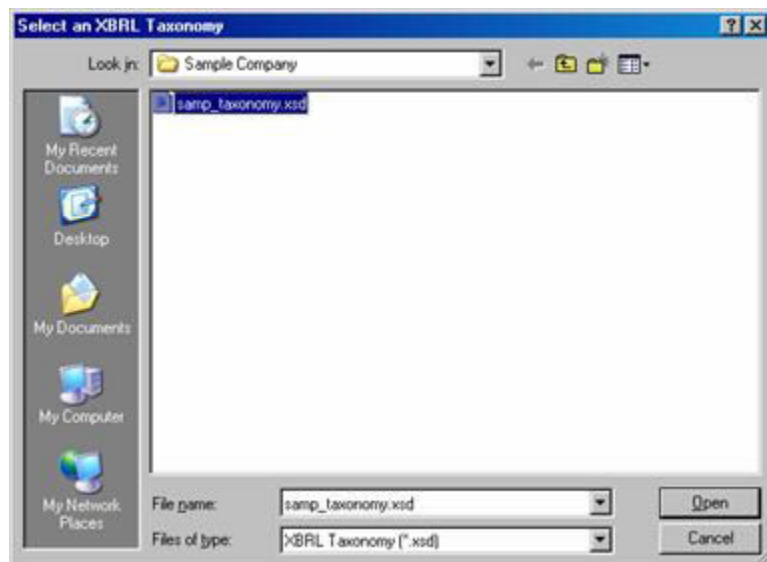 Select an XBRL Taxonomy
Look in:
Sample Company
samp_taxonomy.xsd
My Recent
Documents
Desktop
My Documents
My Computer
My Network
Places
File name:
samp_taxonomy.xsd
Open
Files of type:
XBRL Taxonomy (*.xsd)
Cancel